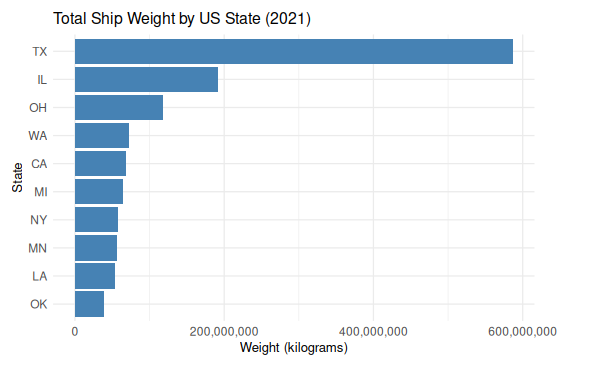 Total Ship Weight by US State (2021)
TX
IL
OH
WA
CA
MI
NY
MN
LA
OK
State
0 200,000,000 400,000,000 600,000,000
Weight (kilograms)